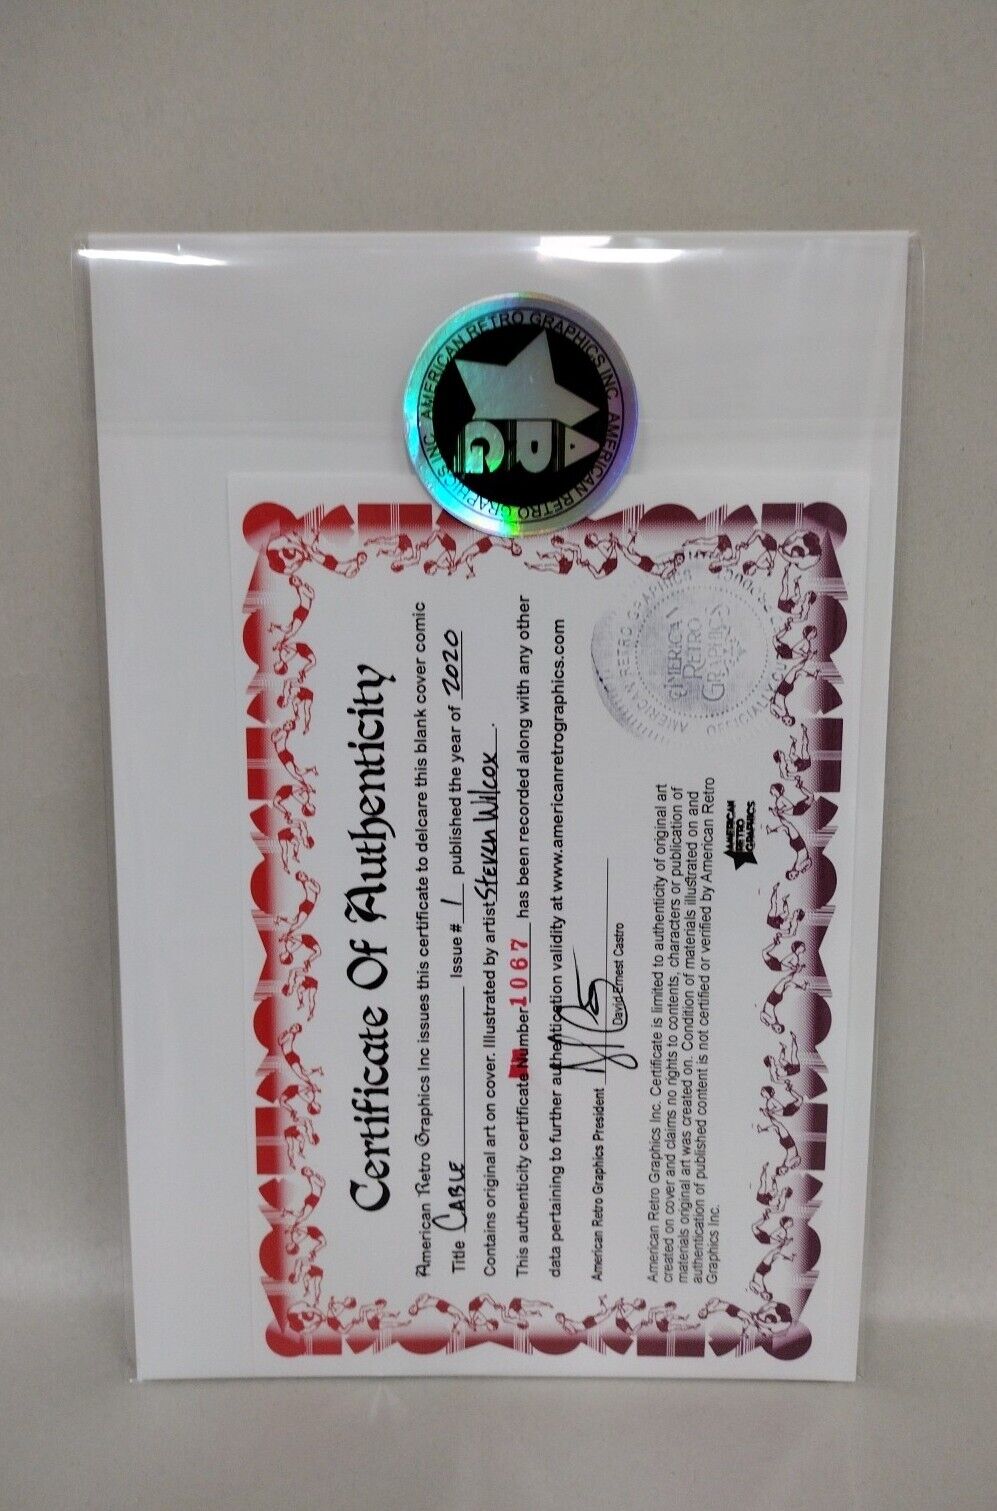 AMERICAN RETRO GRAPHICS INC. AMERICAN RETRO GRAPHICS INC.
ARG
Certificate Of Authenticity
American Retro Graphics Inc issues this certificate to delcare this blank cover comic
Title CABLE Issue # 1 published the year of 2020
Contains original art on cover. Illustrated by artist Steven Wilcox.
This authenticity certificate Number 1067 has been recorded along with any other
data pertaining to further authentication validity at www.americanretrographics.com
American Retro Graphics President
David Ernest Castro
American Retro Graphics Inc. Certificate is limited to authenticity of original art
created on cover and claims no rights to contents, characters or publication of
materials original art was created on. Condition of materials illustrated on and
authentication of published content is not certified or verified by American Retro
Graphics Inc.
AMERICAN
RETRO
GRAPHICS
AMERICAN RETRO GRAPHICS
AMERICAN
RETRO
GRAPHICS